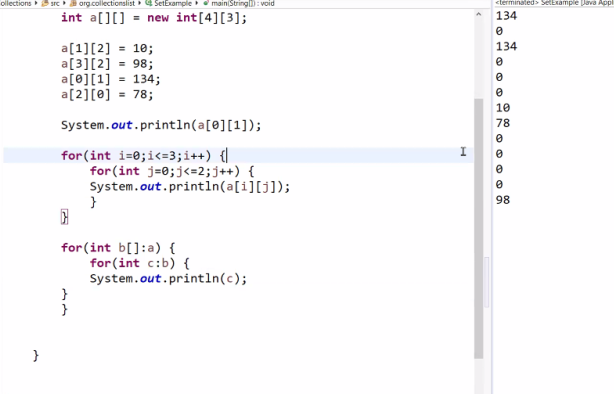 ollections ▸ src ▸ org.collectionslist ▸ SetExample ▸ main(String[]) : void
<terminated> SetExample [Java Appl
int a[][] = new int[4][3];
a[1][2] = 10;
a[3][2] = 98;
a[0][1] = 134;
a[2][0] = 78;
System.out.println(a[0][1]);
for(int i=0;i<=3;i++) {
for(int j=0;j<=2;j++) {
System.out.println(a[i][j]);
}
}
for(int b[]:a) {
for(int c:b) {
System.out.println(c);
}
}
}
134
0
134
0
0
0
10
78
0
0
0
0
98